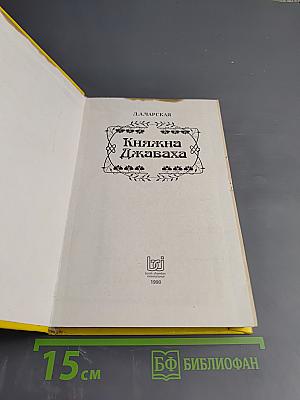 Л.А.ЧАРСКАЯ
Княжна
Джаваха
1990
15 см
БФ БИБЛИОФАН